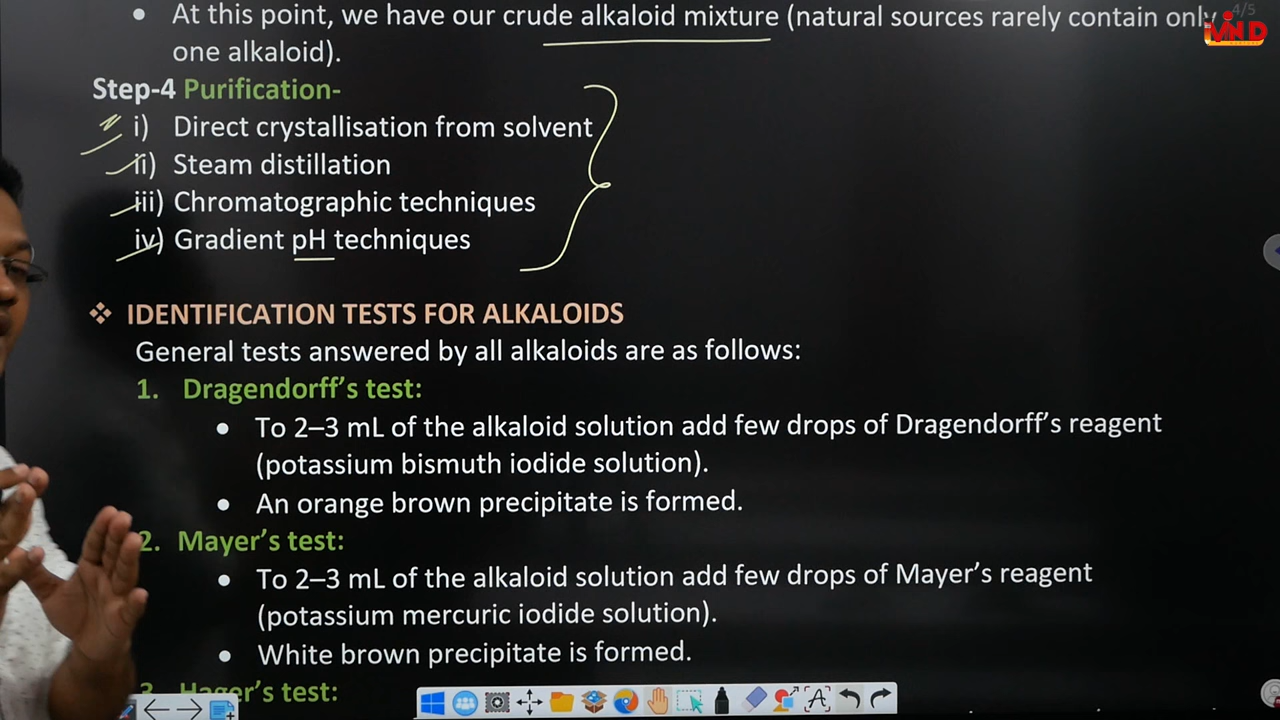 4/5
• At this point, we have our crude alkaloid mixture (natural sources rarely contain only
one alkaloid).
Step-4 Purification-
i) Direct crystallisation from solvent
ii) Steam distillation
iii) Chromatographic techniques
iv) Gradient pH techniques
❖ IDENTIFICATION TESTS FOR ALKALOIDS
General tests answered by all alkaloids are as follows:
1. Dragendorff’s test:
• To 2–3 mL of the alkaloid solution add few drops of Dragendorff’s reagent
(potassium bismuth iodide solution).
• An orange brown precipitate is formed.
2. Mayer’s test:
• To 2–3 mL of the alkaloid solution add few drops of Mayer’s reagent
(potassium mercuric iodide solution).
• White brown precipitate is formed.
3. Hager’s test: